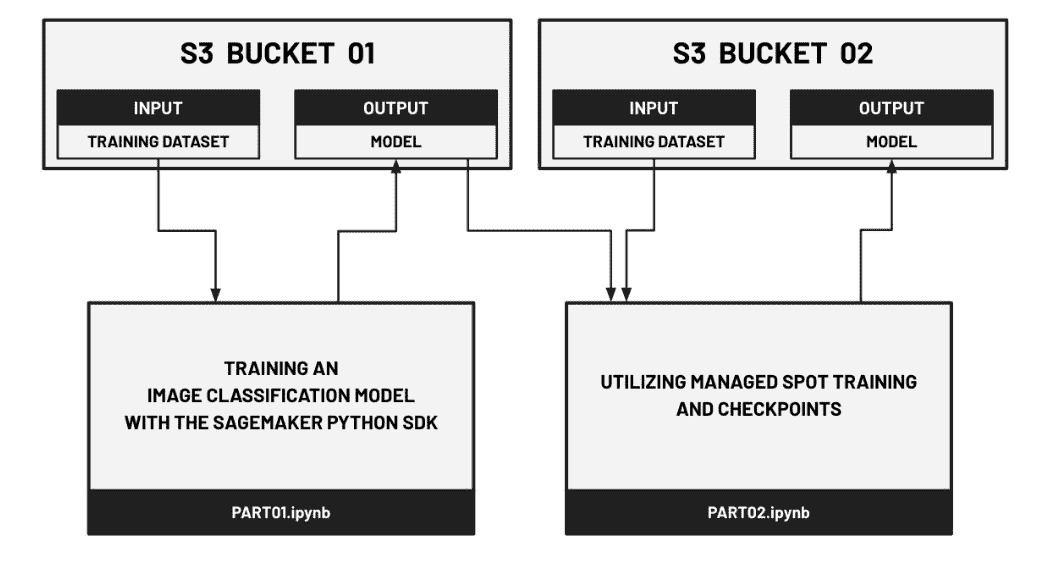 S3 BUCKET 01
INPUT
TRAINING DATASET
OUTPUT
MODEL
S3 BUCKET 02
INPUT
TRAINING DATASET
OUTPUT
MODEL
TRAINING AN
IMAGE CLASSIFICATION MODEL
WITH THE SAGEMAKER PYTHON SDK
PART01.ipynb
UTILIZING MANAGED SPOT TRAINING
AND CHECKPOINTS
PART02.ipynb